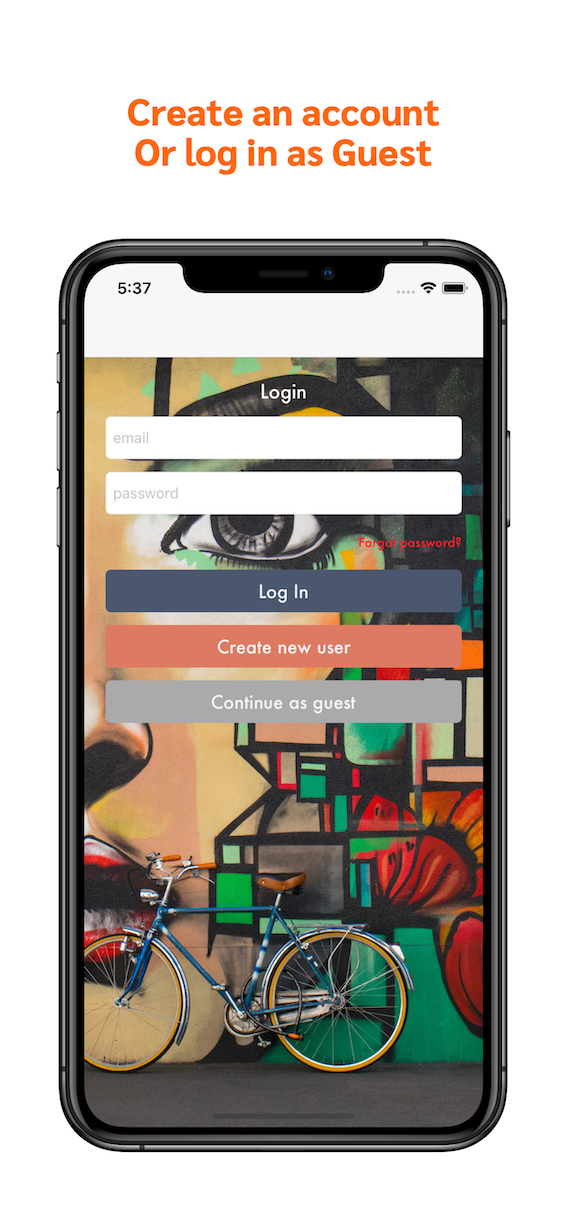 Create an account
Or log in as Guest
5:37
Login
email
password
Forgot password?
Log In
Create new user
Continue as guest